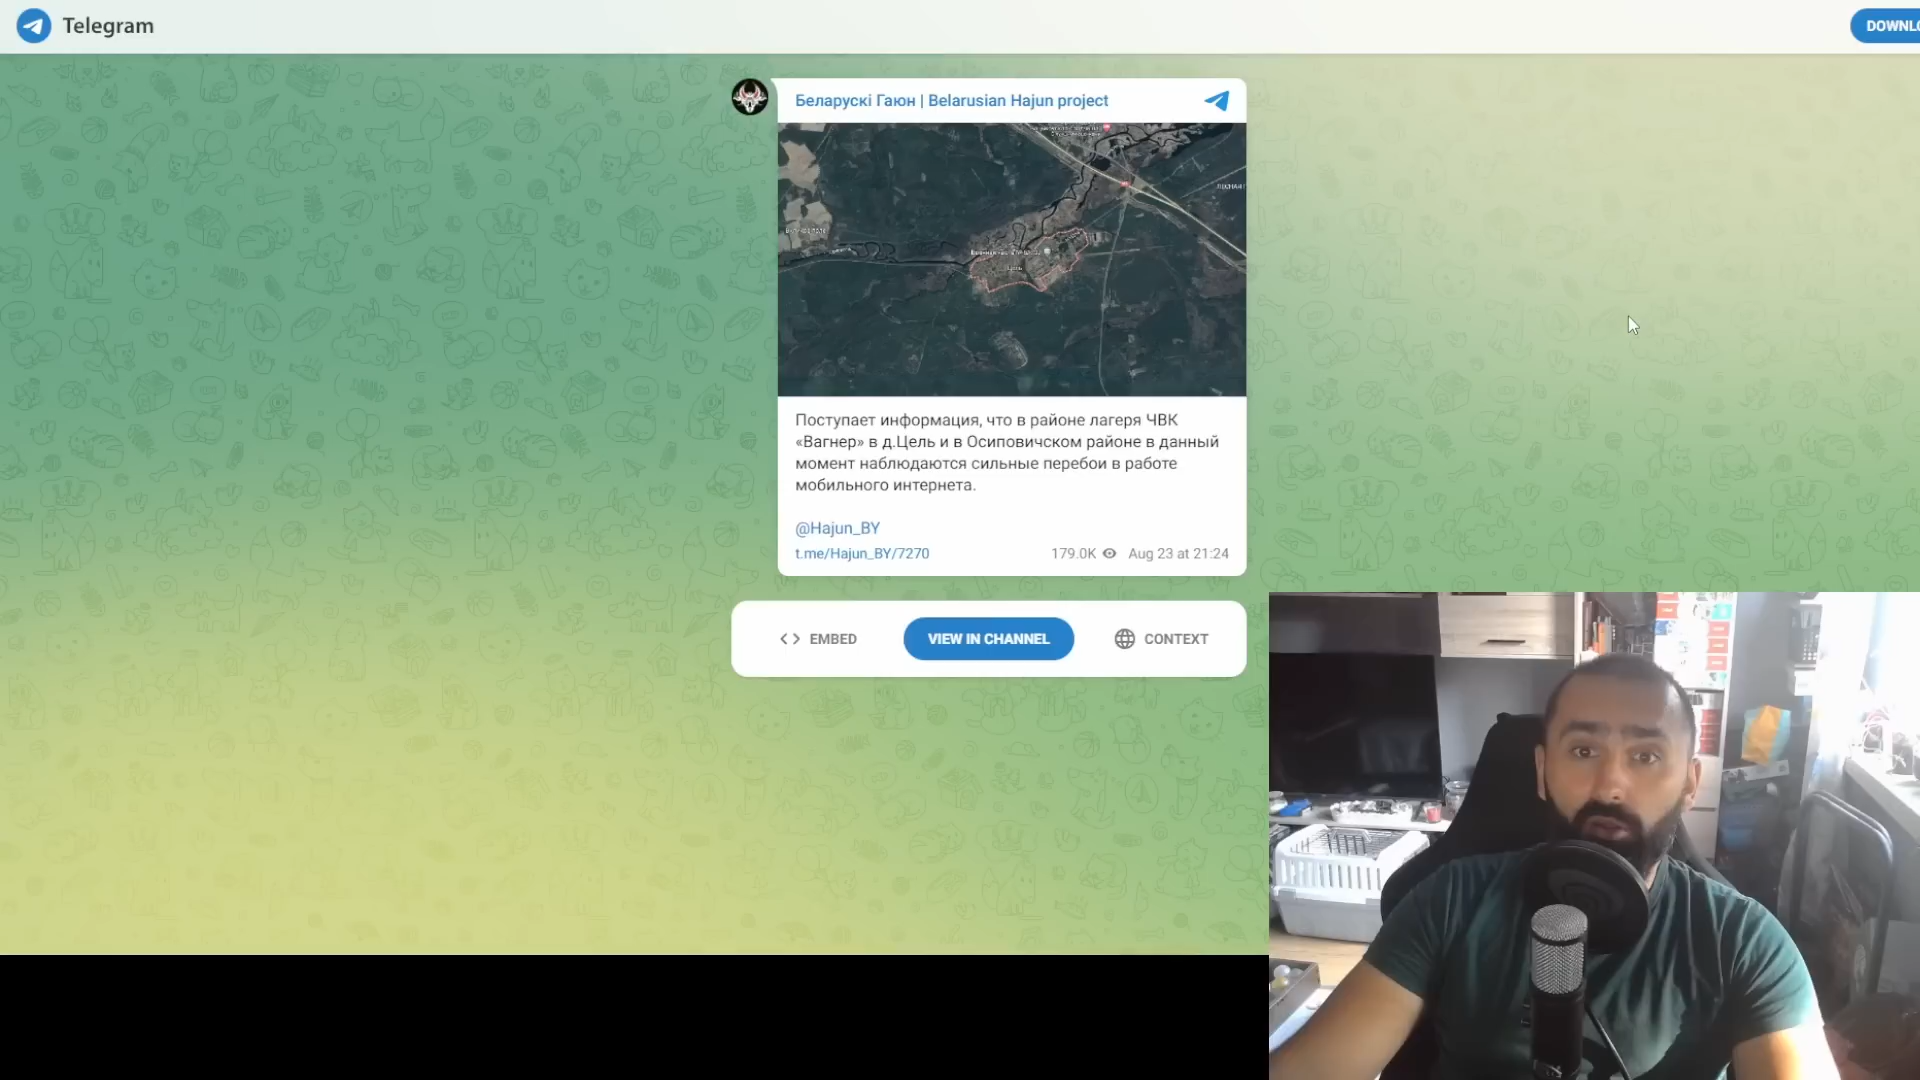 Telegram
DOWNLO
Беларускі Гаюн | Belarusian Hajun project
Цель
Поступает информация, что в районе лагеря ЧВК
«Вагнер» в д.Цель и в Осиповичском районе в данный
момент наблюдаются сильные перебои в работе
мобильного интернета.
@Hajun_BY
t.me/Hajun_BY/7270
179.0K
Aug 23 at 21:24
EMBED
VIEW IN CHANNEL
CONTEXT